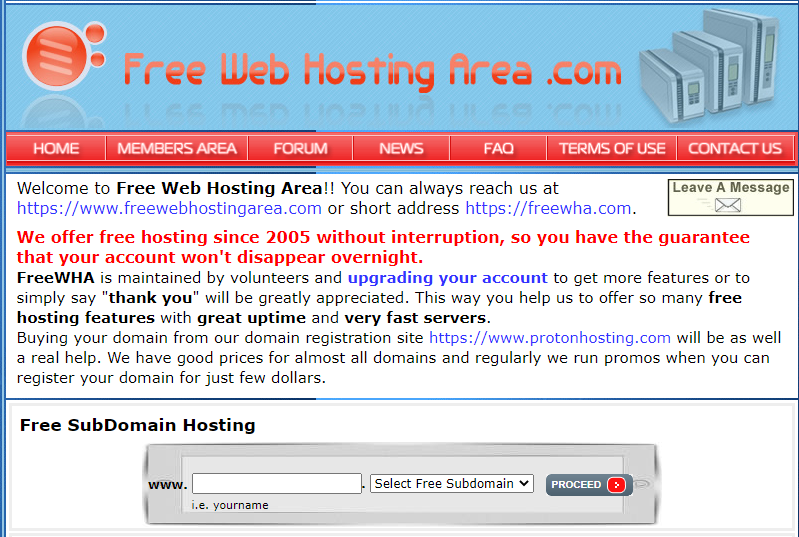 Free Web Hosting Area .com
HOME MEMBERS AREA FORUM NEWS FAQ TERMS OF USE CONTACT US
Welcome to Free Web Hosting Area!! You can always reach us at
https://www.freewebhostingarea.com or short address https://freewha.com.
Leave A Message
We offer free hosting since 2005 without interruption, so you have the guarantee
that your account won't disappear overnight.
FreeWHA is maintained by volunteers and upgrading your account to get more features or to
simply say "thank you" will be greatly appreciated. This way you help us to offer so many free
hosting features with great uptime and very fast servers.
Buying your domain from our domain registration site https://www.protonhosting.com will be as well
a real help. We have good prices for almost all domains and regularly we run promos when you can
register your domain for just few dollars.
Free SubDomain Hosting
www. . Select Free Subdomain PROCEED
i.e. yourname